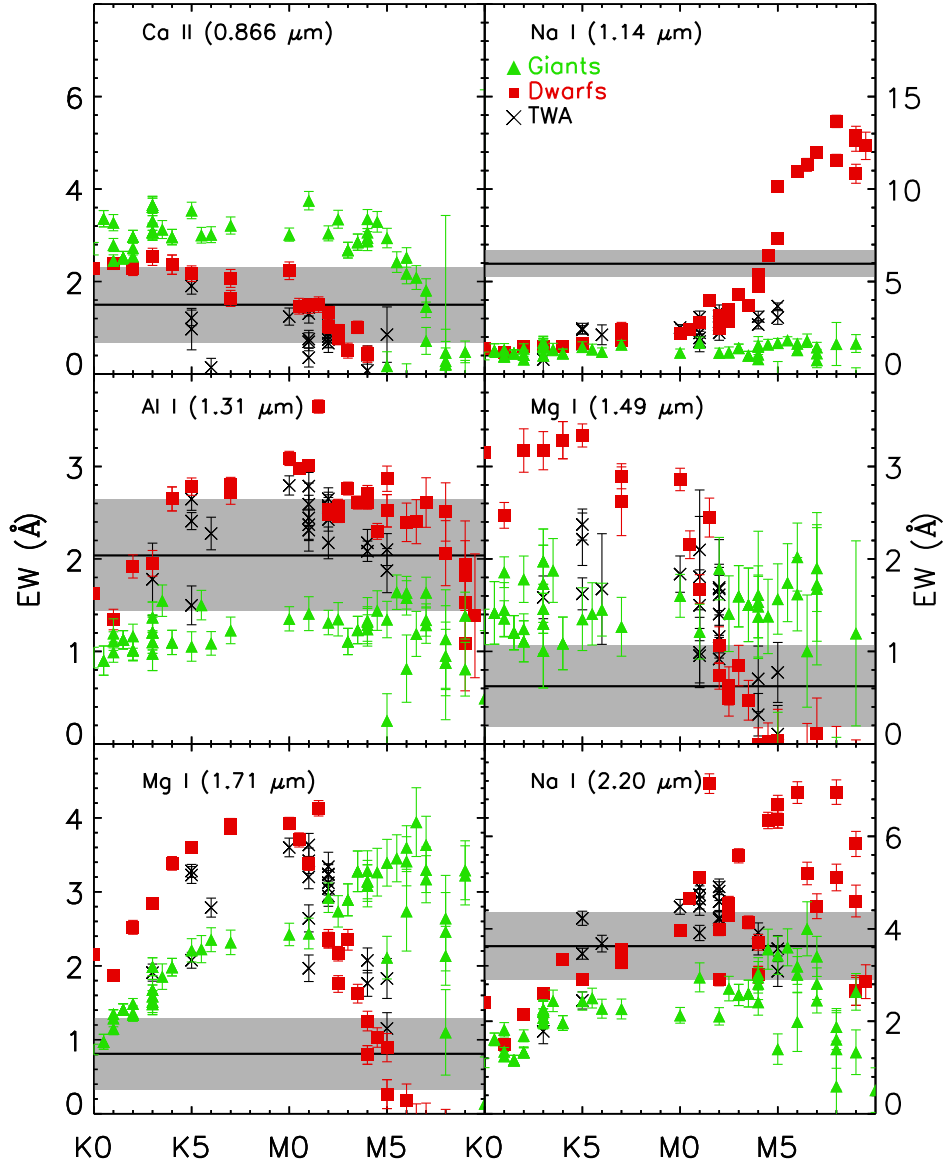 Ca II (0.866 μm)
Na I (1.14 μm)
Giants
Dwarfs
TWA
6
4
2
0
15
10
5
0
Al I (1.31 μm)
Mg I (1.49 μm)
3
2
1
0
3
2
1
0
EW (Å)
EW (Å)
Mg I (1.71 μm)
Na I (2.20 μm)
4
3
2
1
0
6
4
2
0
K0 K5 M0 M5 K0 K5 M0 M5